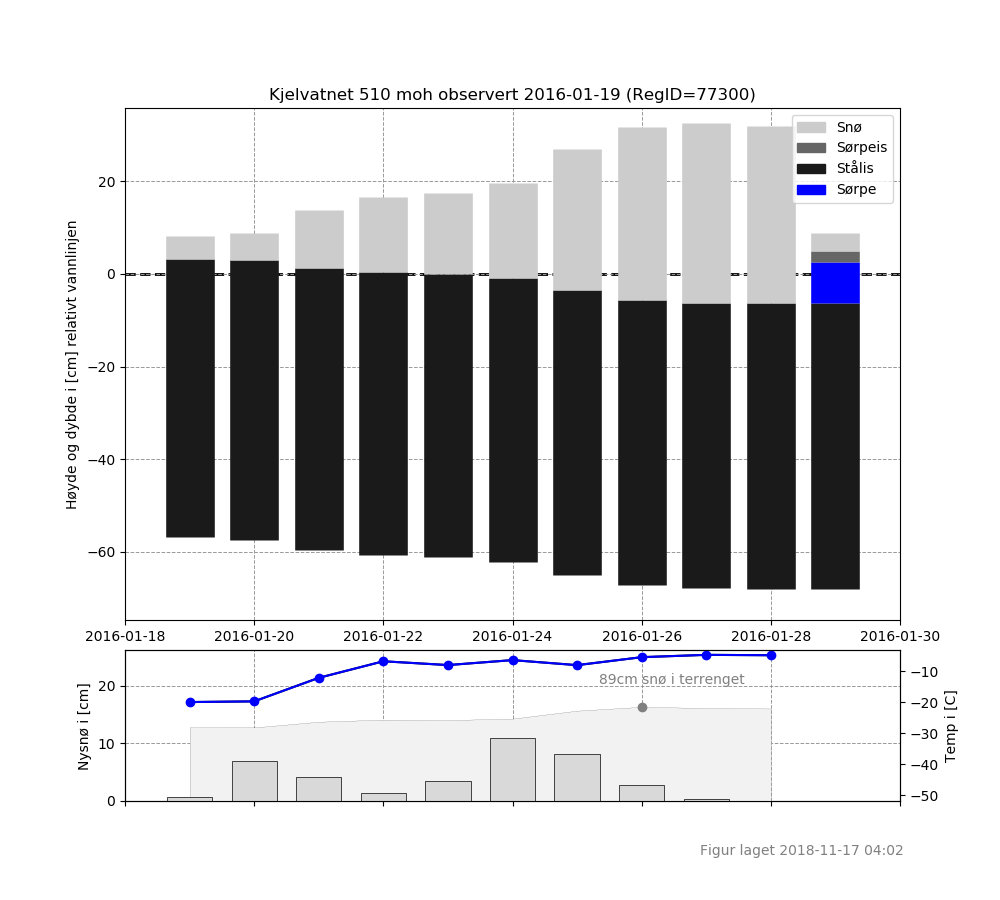 Kjelvatnet 510 moh observert 2016-01-19 (RegID=77300)
Høyde og dybde i [cm] relativt vannlinjen
20
0
−20
−40
−60
Snø
Sørpeis
Stålis
Sørpe
2016-01-18 2016-01-20 2016-01-22 2016-01-24 2016-01-26 2016-01-28 2016-01-30
Nysnø i [cm]
20
10
0
89cm snø i terrenget
−10
−20
−30
−40
−50
Temp i [C]
Figur laget 2018-11-17 04:02